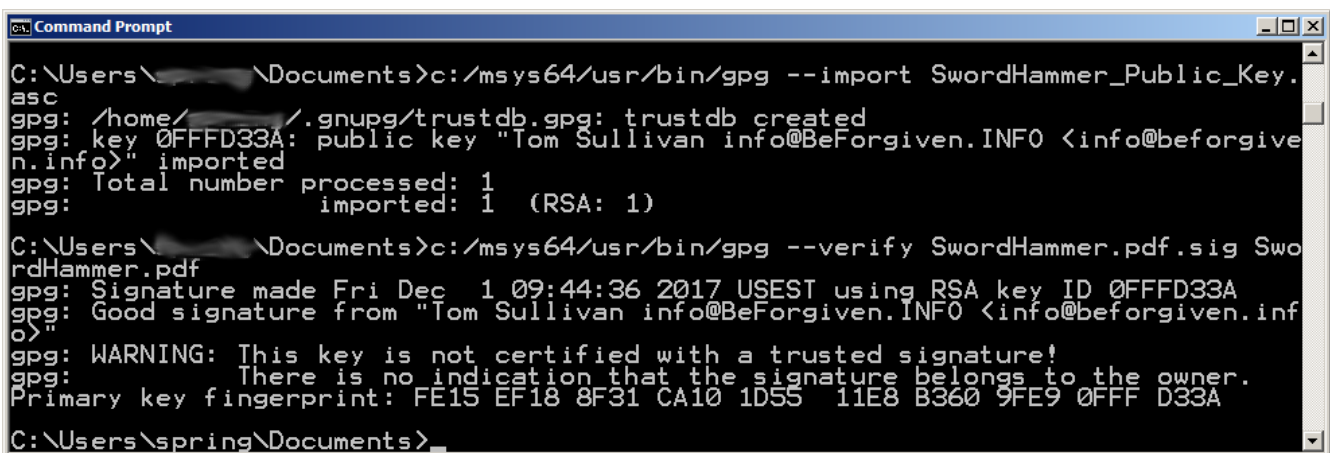 Command Prompt
C:\Users\ \Documents>c:/msys64/usr/bin/gpg --import SwordHammer_Public_Key.
asc
gpg: /home/ /.gnupg/trustdb.gpg: trustdb created
gpg: key 0FFFD33A: public key "Tom Sullivan info@BeForgiven.INFO <info@beforgive
n.info>" imported
gpg: Total number processed: 1
gpg:               imported: 1  (RSA: 1)
C:\Users\ \Documents>c:/msys64/usr/bin/gpg --verify SwordHammer.pdf.sig Swo
rdHammer.pdf
gpg: Signature made Fri Dec  1 09:44:36 2017 USEST using RSA key ID 0FFFD33A
gpg: Good signature from "Tom Sullivan info@BeForgiven.INFO <info@beforgiven.inf
o>"
gpg: WARNING: This key is not certified with a trusted signature!
gpg:          There is no indication that the signature belongs to the owner.
Primary key fingerprint: FE15 EF18 8F31 CA10 1D55  11E8 B360 9FE9 0FFF D33A
C:\Users\spring\Documents>_